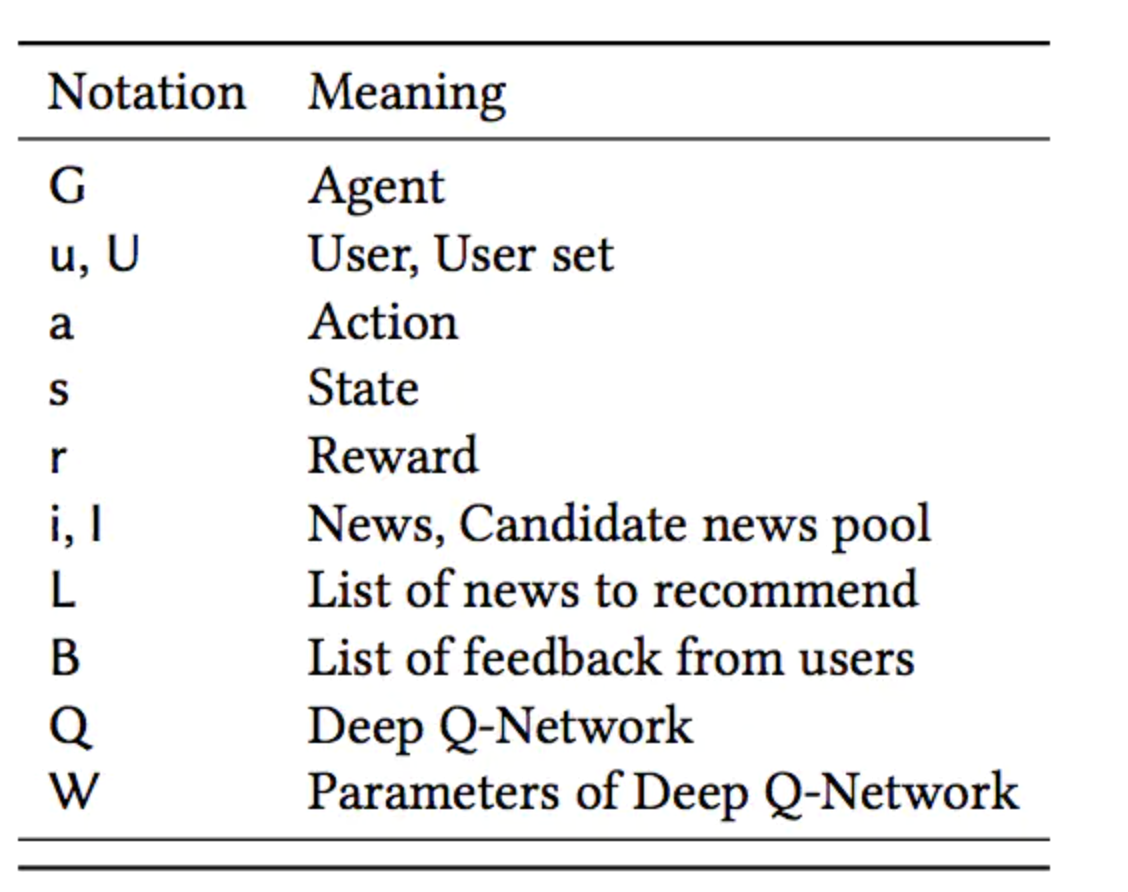 Notation Meaning
G Agent
u, U User, User set
a Action
s State
r Reward
i, I News, Candidate news pool
L List of news to recommend
B List of feedback from users
Q Deep Q-Network
W Parameters of Deep Q-Network